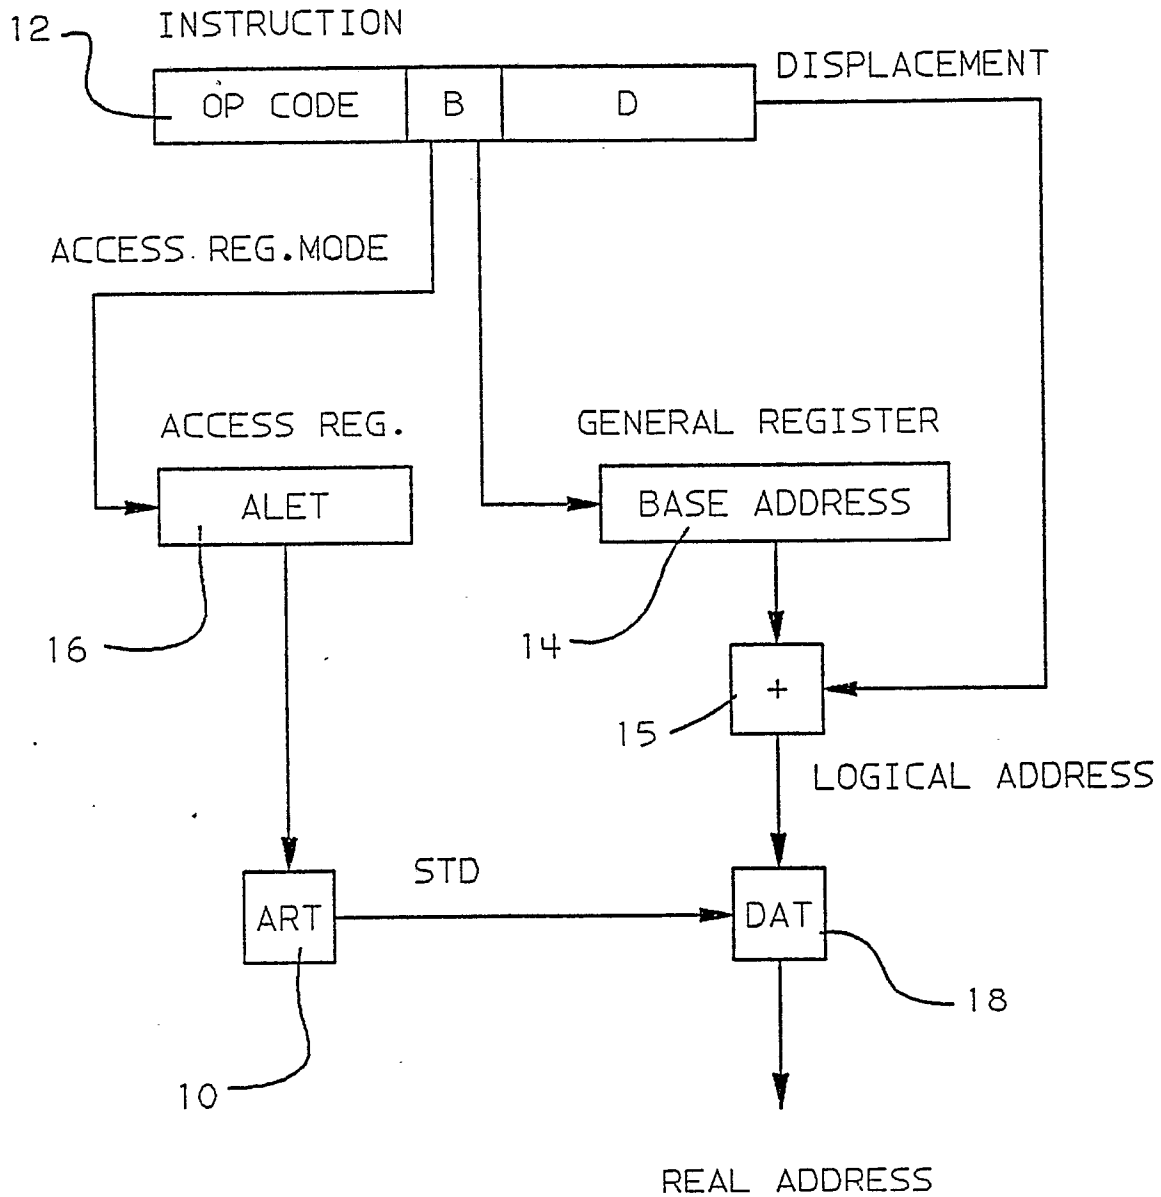 12
INSTRUCTION
DISPLACEMENT
OP CODE B D
ACCESS REG.MODE
ACCESS REG.
GENERAL REGISTER
ALET
BASE ADDRESS
16
14
+
15
LOGICAL ADDRESS
STD
ART
DAT
18
10
REAL ADDRESS